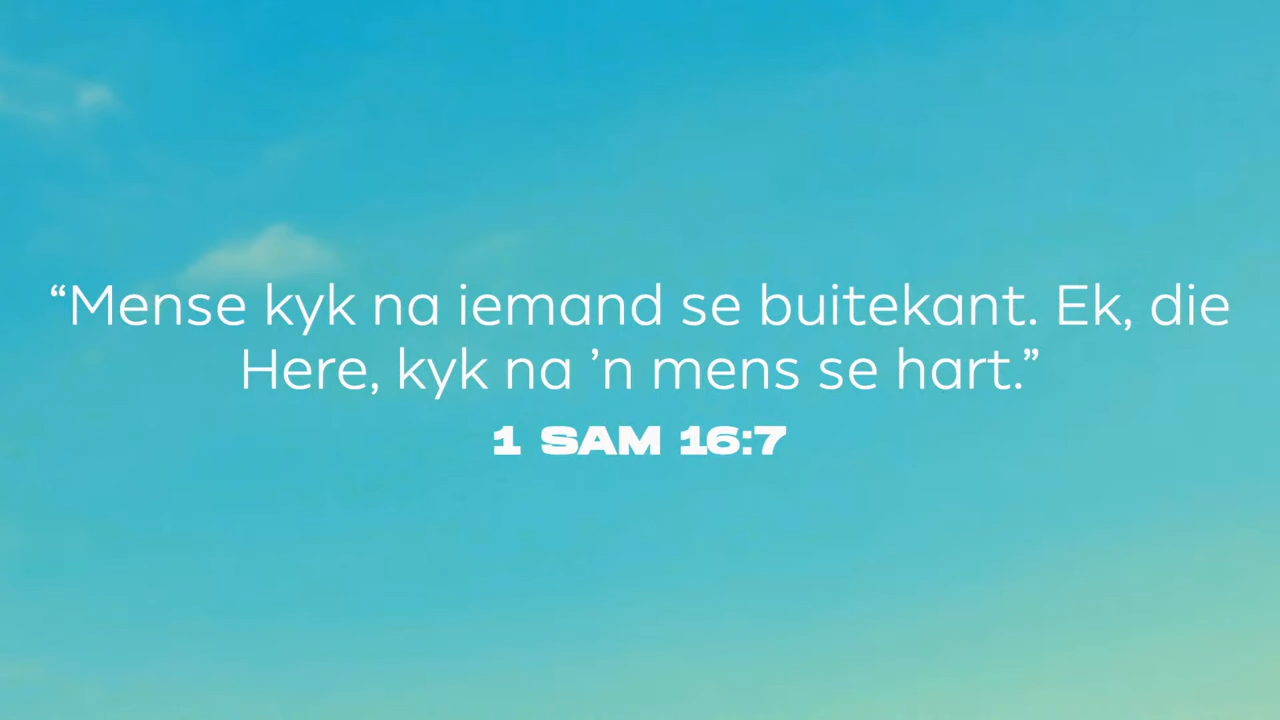 “Mense kyk na iemand se buitekant. Ek, die
Here, kyk na ’n mens se hart.”
1 SAM 16:7